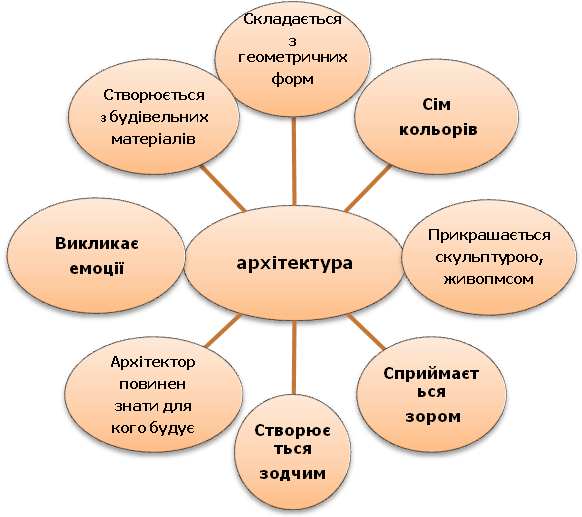 Складається
з
геометричних
форм
Створюється
з будівельних
матеріалів
Сім
кольорів
Викликає
емоції
архітектура
Прикрашається
скульптурою,
живопмсом
Архітектор
повинен
знати для
кого будує
Створює
ться
зодчим
Сприймаєт
ься
зором